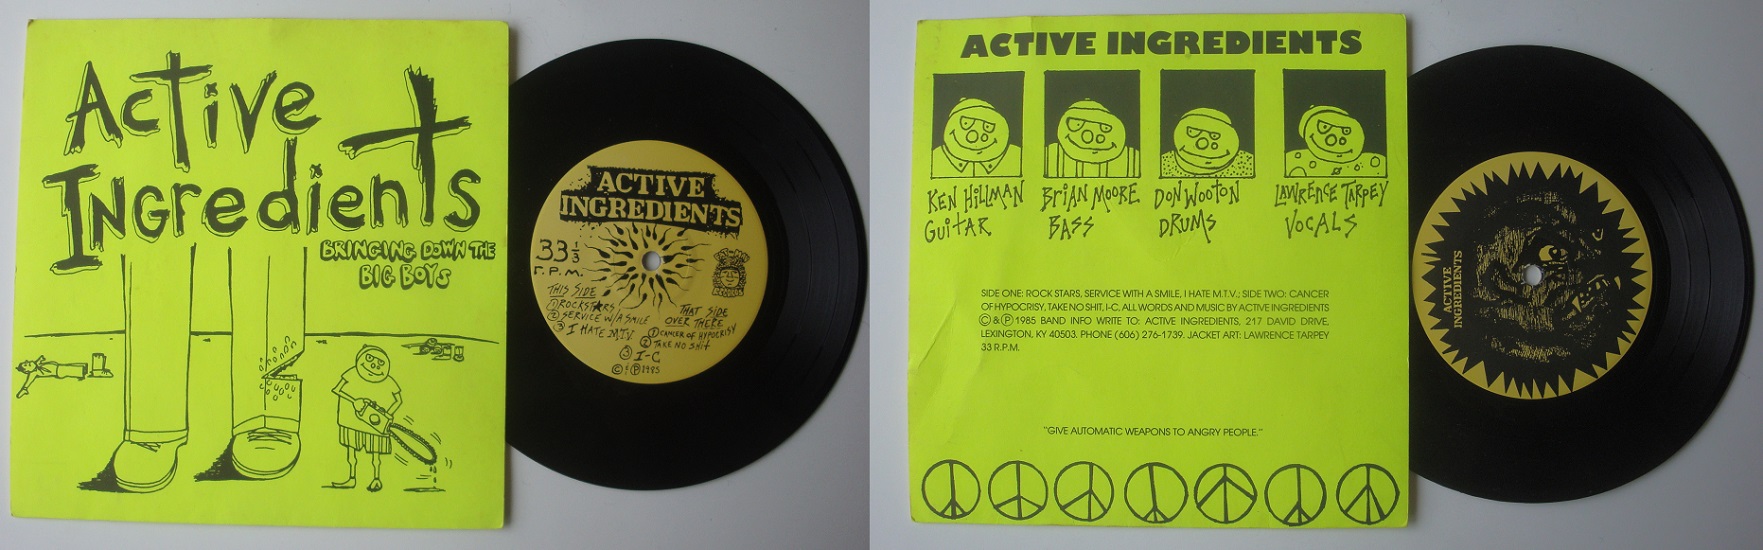 Active
Ingredients
BRINGING DOWN THE
BIG BOYS
ACTIVE
INGREDIENTS
33 1/3
r.p.m.
THIS SIDE
① ROCKSTARS
② SERVICE W/A SMILE
③ I HATE M.T.V.
THAT SIDE
OVER THERE
① CANCER OF HYPOCRISY
② TAKE NO SHIT
③ I-C
© & Ⓟ 1985
ACTIVE INGREDIENTS
KEN HILLMAN
GUITAR
BRIAN MOORE
BASS
DON WOOTON
DRUMS
LAWRENCE TARPEY
VOCALS
SIDE ONE: ROCK STARS, SERVICE WITH A SMILE, I HATE M.T.V.; SIDE TWO: CANCER
OF HYPOCRISY, TAKE NO SHIT, I-C. ALL WORDS AND MUSIC BY ACTIVE INGREDIENTS
© & Ⓟ 1985 BAND INFO WRITE TO: ACTIVE INGREDIENTS, 217 DAVID DRIVE,
LEXINGTON, KY 40503. PHONE (606) 276-1739. JACKET ART: LAWRENCE TARPEY
33 R.P.M.
"GIVE AUTOMATIC WEAPONS TO ANGRY PEOPLE."
ACTIVE
INGREDIENTS